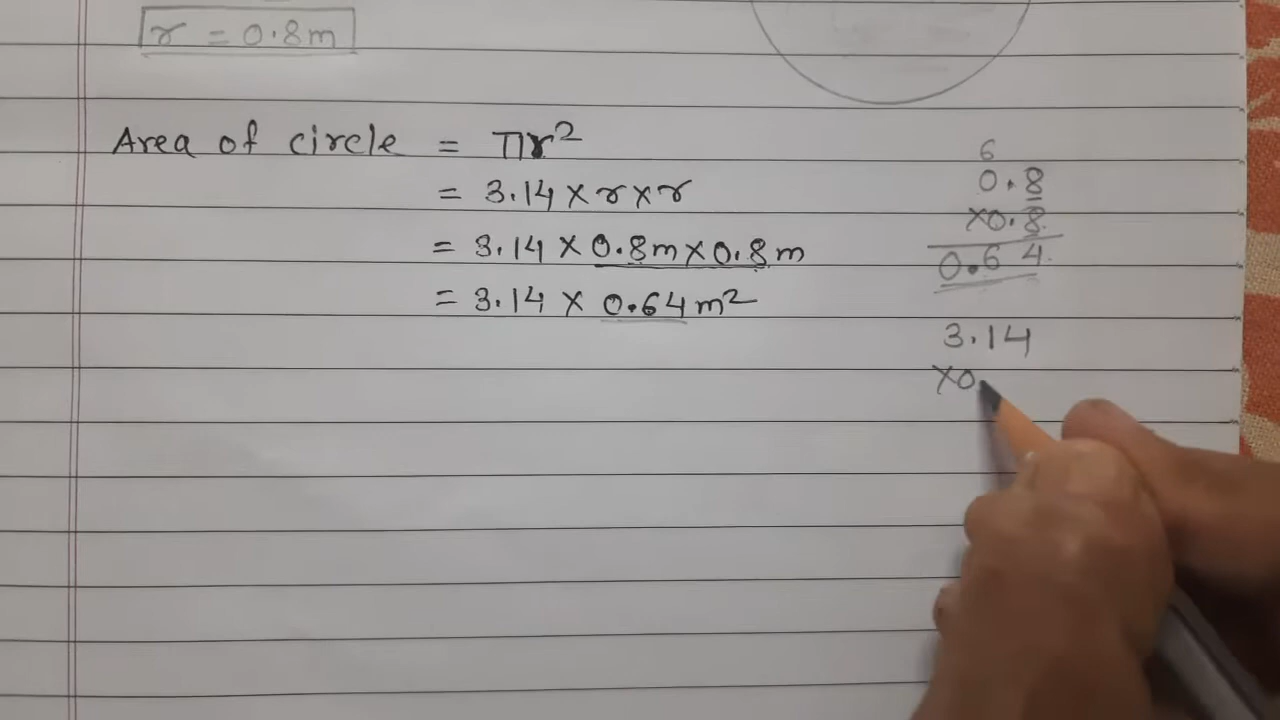 r = 0.8m
Area of circle = πr²
= 3.14 × r × r
= 3.14 × 0.8m × 0.8m
= 3.14 × 0.64 m²
6
0.8
×0.8
0.64
3.14
×0.